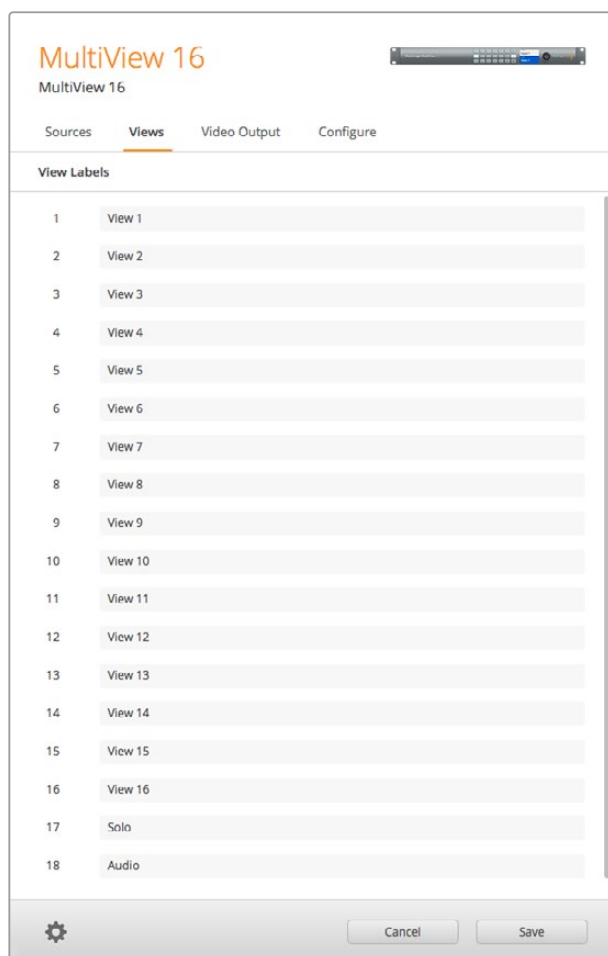 MultiView 16
MultiView 16
Sources Views Video Output Configure
View Labels
1 View 1
2 View 2
3 View 3
4 View 4
5 View 5
6 View 6
7 View 7
8 View 8
9 View 9
10 View 10
11 View 11
12 View 12
13 View 13
14 View 14
15 View 15
16 View 16
17 Solo
18 Audio
Cancel Save